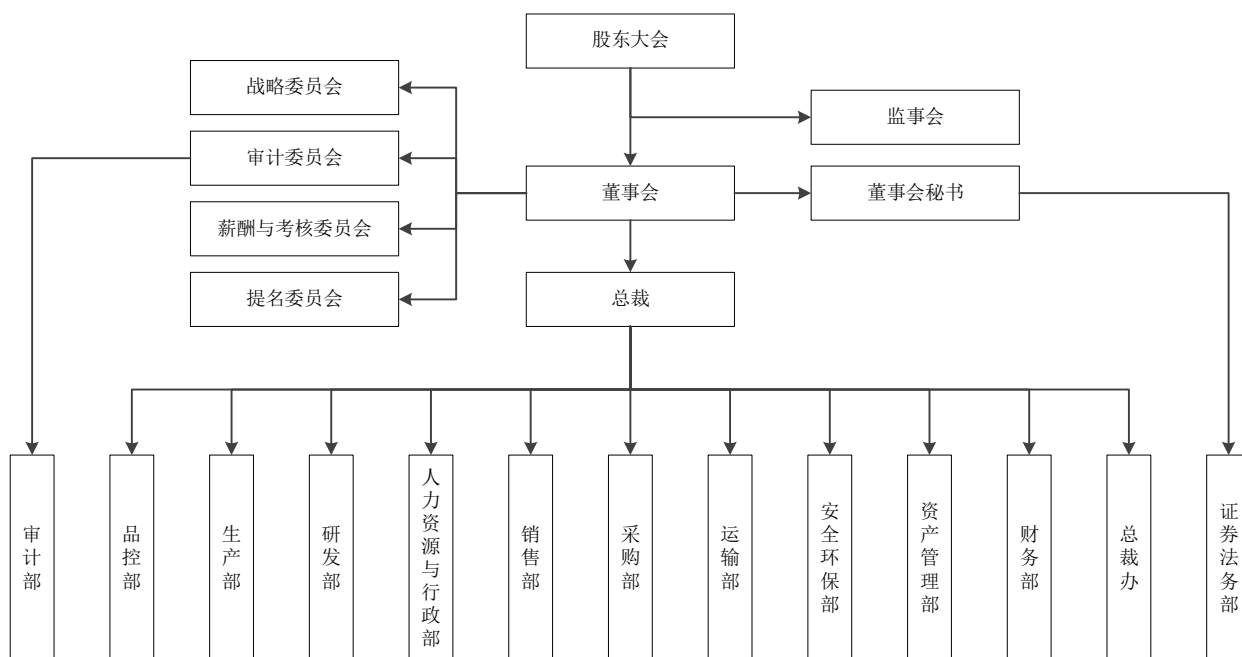 股东大会
战略委员会
监事会
审计委员会
董事会
董事会秘书
薪酬与考核委员会
提名委员会
总裁
审计部
品控部
生产部
研发部
人力资源与行政部
销售部
采购部
运输部
安全环保部
资产管理部
财务部
总裁办
证券法务部